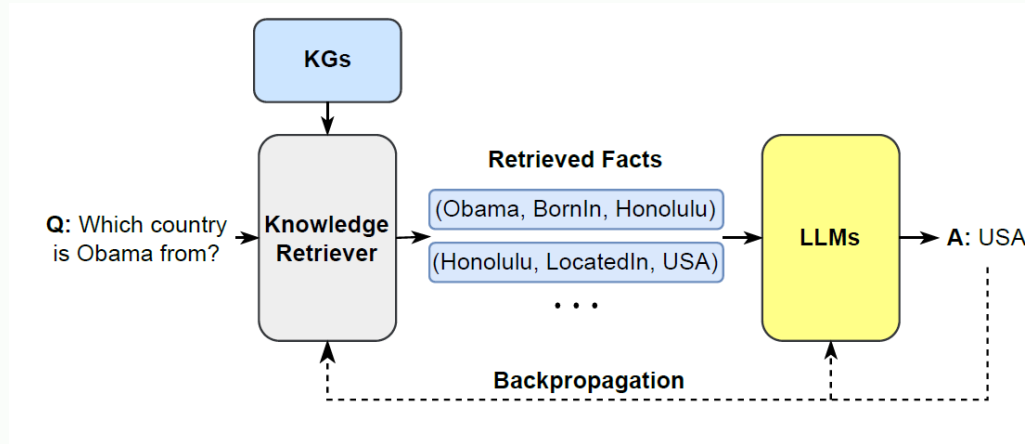 KGs
Retrieved Facts
Q: Which country
is Obama from?
Knowledge
Retriever
(Obama, BornIn, Honolulu)
(Honolulu, LocatedIn, USA)
. . .
LLMs
A: USA
Backpropagation